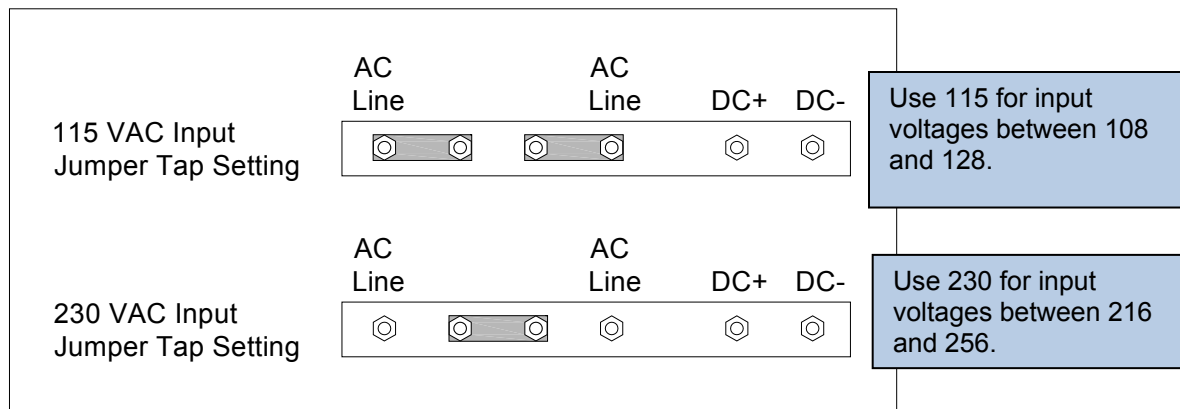 AC
Line
AC
Line
DC+ DC-
115 VAC Input
Jumper Tap Setting
Use 115 for input
voltages between 108
and 128.
AC
Line
AC
Line
DC+ DC-
230 VAC Input
Jumper Tap Setting
Use 230 for input
voltages between 216
and 256.